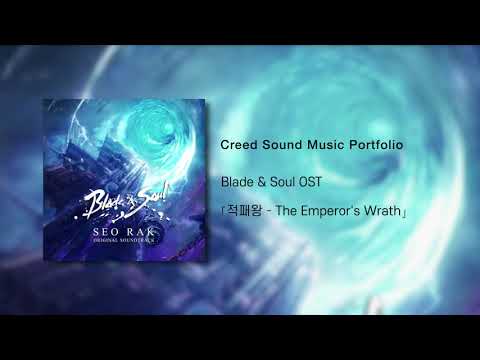 Blade & Soul
SEO RAK
ORIGINAL SOUNDTRACK
Creed Sound Music Portfolio
Blade & Soul OST
「적패왕 - The Emperor's Wrath」